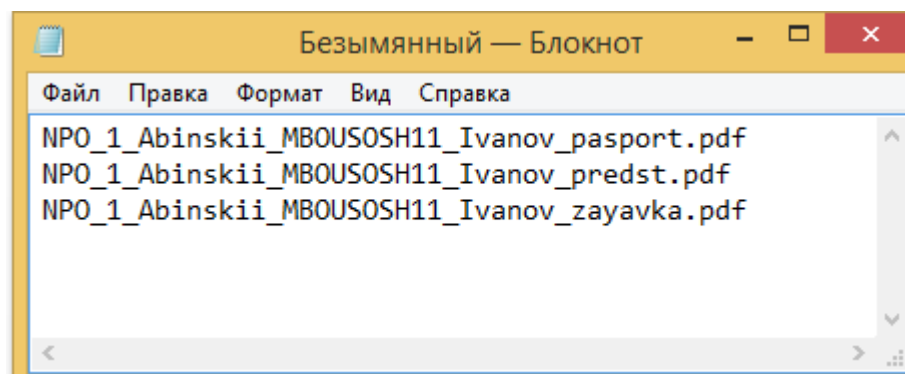 Безымянный — Блокнот
Файл Правка Формат Вид Справка
NPO_1_Abinskii_MBOUSOSH11_Ivanov_pasport.pdf
NPO_1_Abinskii_MBOUSOSH11_Ivanov_predst.pdf
NPO_1_Abinskii_MBOUSOSH11_Ivanov_zayavka.pdf